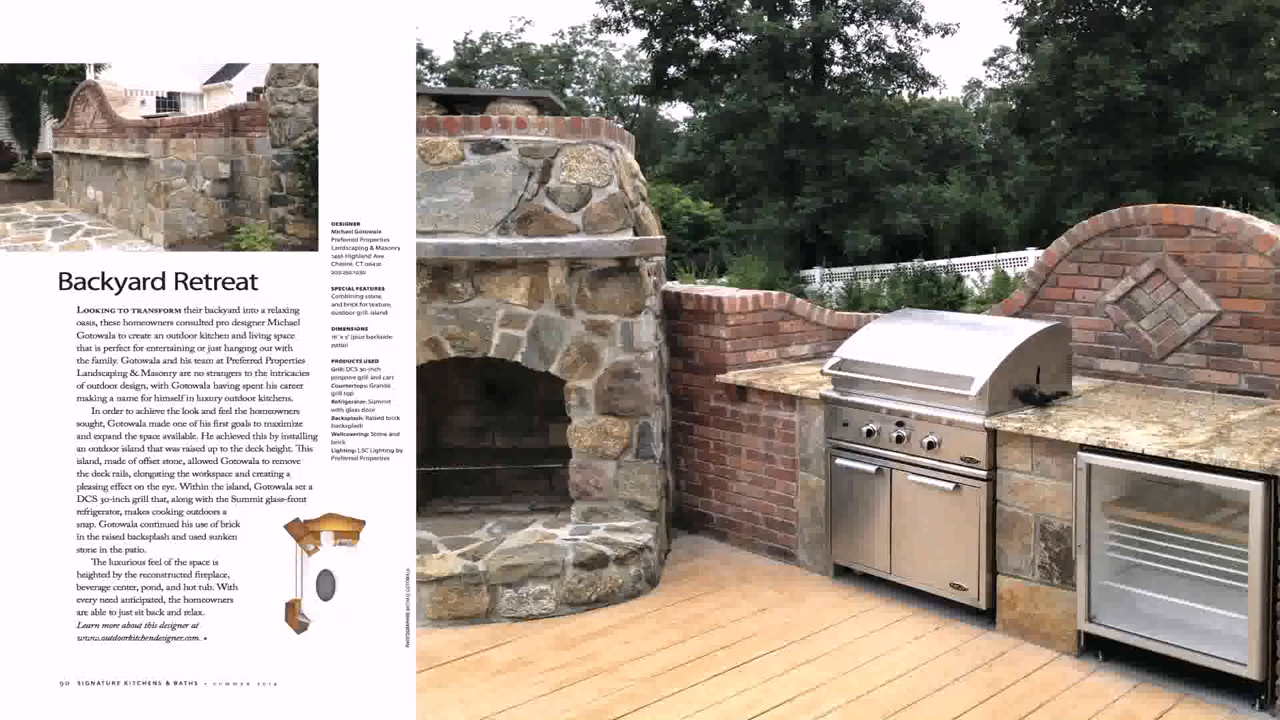 Backyard Retreat
LOOKING TO TRANSFORM their backyard into a relaxing
oasis, these homeowners consulted pro designer Michael
Gotowala to create an outdoor kitchen and living space
that is perfect for entertaining or just hanging out with
the family. Gotowala and his team at Preferred Properties
Landscaping & Masonry are no strangers to the intricacies
of outdoor design, with Gotowala having spent his career
making a name for himself in luxury outdoor kitchens.
In order to achieve the look and feel the homeowners
sought, Gotowala made one of his first goals to maximize
and expand the space available. He achieved this by installing
an outdoor island that was raised up to the deck height. This
island, made of offset stone, allowed Gotowala to remove
the deck rails, elongating the workspace and creating a
pleasing effect on the eye. Within the island, Gotowala set a
DCS 30-inch grill that, along with the Summit glass-front
refrigerator, makes cooking outdoors a
snap. Gotowala continued his use of brick
in the raised backsplash and used sunken
stone in the patio.
The luxurious feel of the space is
heighted by the reconstructed fireplace,
beverage center, pond, and hot tub. With
every need anticipated, the homeowners
are able to just sit back and relax.
Learn more about this designer at
www.outdoorkitchendesigner.com. •
DESIGNER
Michael Gotowala
Preferred Properties
Landscaping & Masonry
Highland Ave.
Cheshire, CT 06410
SPECIAL FEATURES
Combining stone
and brick for texture;
outdoor grill island
DIMENSIONS
(plus backside
patio)
PRODUCTS USED
Grill: DCS 30-inch
propane grill and cart
Countertops: Granite
grill top
Refrigerator: Summit
with glass door
Backsplash: Raised brick
backsplash
Wallcovering: Stone and
brick
Lighting: LSC Lighting by
Preferred Properties
90 SIGNATURE KITCHENS & BATHS • SUMMER 2014